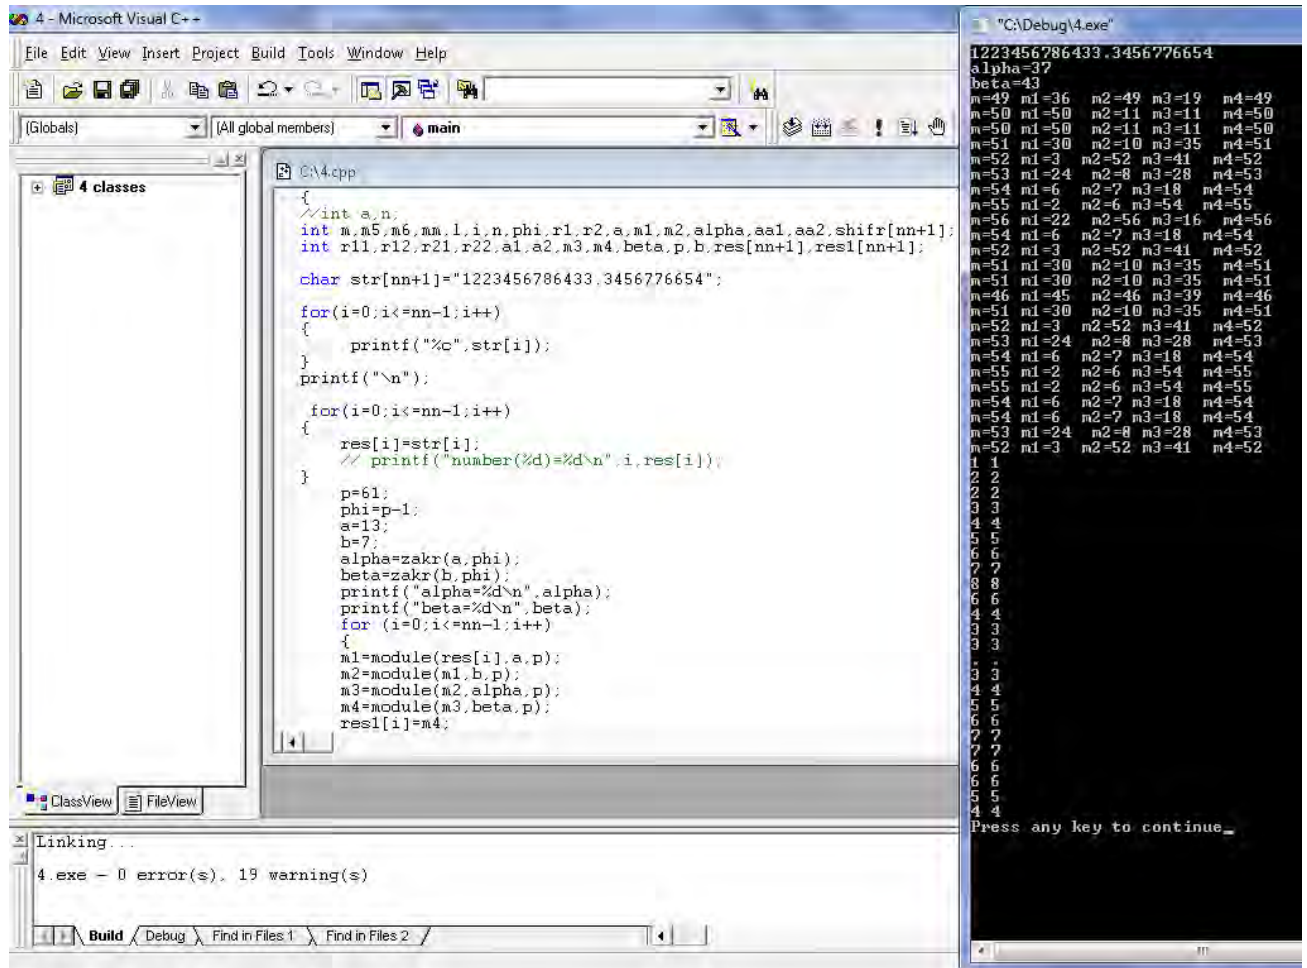 4 - Microsoft Visual C++
File Edit View Insert Project Build Tools Window Help
(Globals)
(All global members)
main
4 classes
ClassView
FileView
C:\4.cpp
{
//int a,n;
int m,m5,m6,mm,l,i,n,phi,r1,r2,a,m1,m2,alpha,aa1,aa2,shifr[nn+1];
int r11,r12,r21,r22,a1,a2,m3,m4,beta,p,b,res[nn+1],res1[nn+1];
char str[nn+1]="1223456786433.3456776654";
for(i=0;i<=nn-1;i++)
{
printf("%c",str[i]);
}
printf("\n");
for(i=0;i<=nn-1;i++)
{
res[i]=str[i];
// printf("number(%d)=%d\n",i,res[i]);
}
p=61;
phi=p-1;
a=13;
b=7;
alpha=zakr(a,phi);
beta=zakr(b,phi);
printf("alpha=%d\n",alpha);
printf("beta=%d\n",beta);
for (i=0;i<=nn-1;i++)
{
m1=module(res[i],a,p);
m2=module(m1,b,p);
m3=module(m2,alpha,p);
m4=module(m3,beta,p);
res1[i]=m4;
Linking...
4.exe - 0 error(s), 19 warning(s)
Build Debug Find in Files 1 Find in Files 2
"C:\Debug\4.exe"
1223456786433.3456776654
alpha=37
beta=43
m=49 m1=36 m2=49 m3=19 m4=49
m=50 m1=50 m2=11 m3=11 m4=50
m=50 m1=50 m2=11 m3=11 m4=50
m=51 m1=30 m2=10 m3=35 m4=51
m=52 m1=3 m2=52 m3=41 m4=52
m=53 m1=24 m2=8 m3=28 m4=53
m=54 m1=6 m2=7 m3=18 m4=54
m=55 m1=2 m2=6 m3=54 m4=55
m=56 m1=22 m2=56 m3=16 m4=56
m=54 m1=6 m2=7 m3=18 m4=54
m=52 m1=3 m2=52 m3=41 m4=52
m=51 m1=30 m2=10 m3=35 m4=51
m=51 m1=30 m2=10 m3=35 m4=51
m=46 m1=45 m2=46 m3=39 m4=46
m=51 m1=30 m2=10 m3=35 m4=51
m=52 m1=3 m2=52 m3=41 m4=52
m=53 m1=24 m2=8 m3=28 m4=53
m=54 m1=6 m2=7 m3=18 m4=54
m=55 m1=2 m2=6 m3=54 m4=55
m=55 m1=2 m2=6 m3=54 m4=55
m=54 m1=6 m2=7 m3=18 m4=54
m=54 m1=6 m2=7 m3=18 m4=54
m=53 m1=24 m2=8 m3=28 m4=53
m=52 m1=3 m2=52 m3=41 m4=52
1 1
2 2
2 2
3 3
4 4
5 5
6 6
7 7
8 8
6 6
4 4
3 3
3 3
. .
3 3
4 4
5 5
6 6
7 7
7 7
6 6
6 6
5 5
4 4
Press any key to continue_